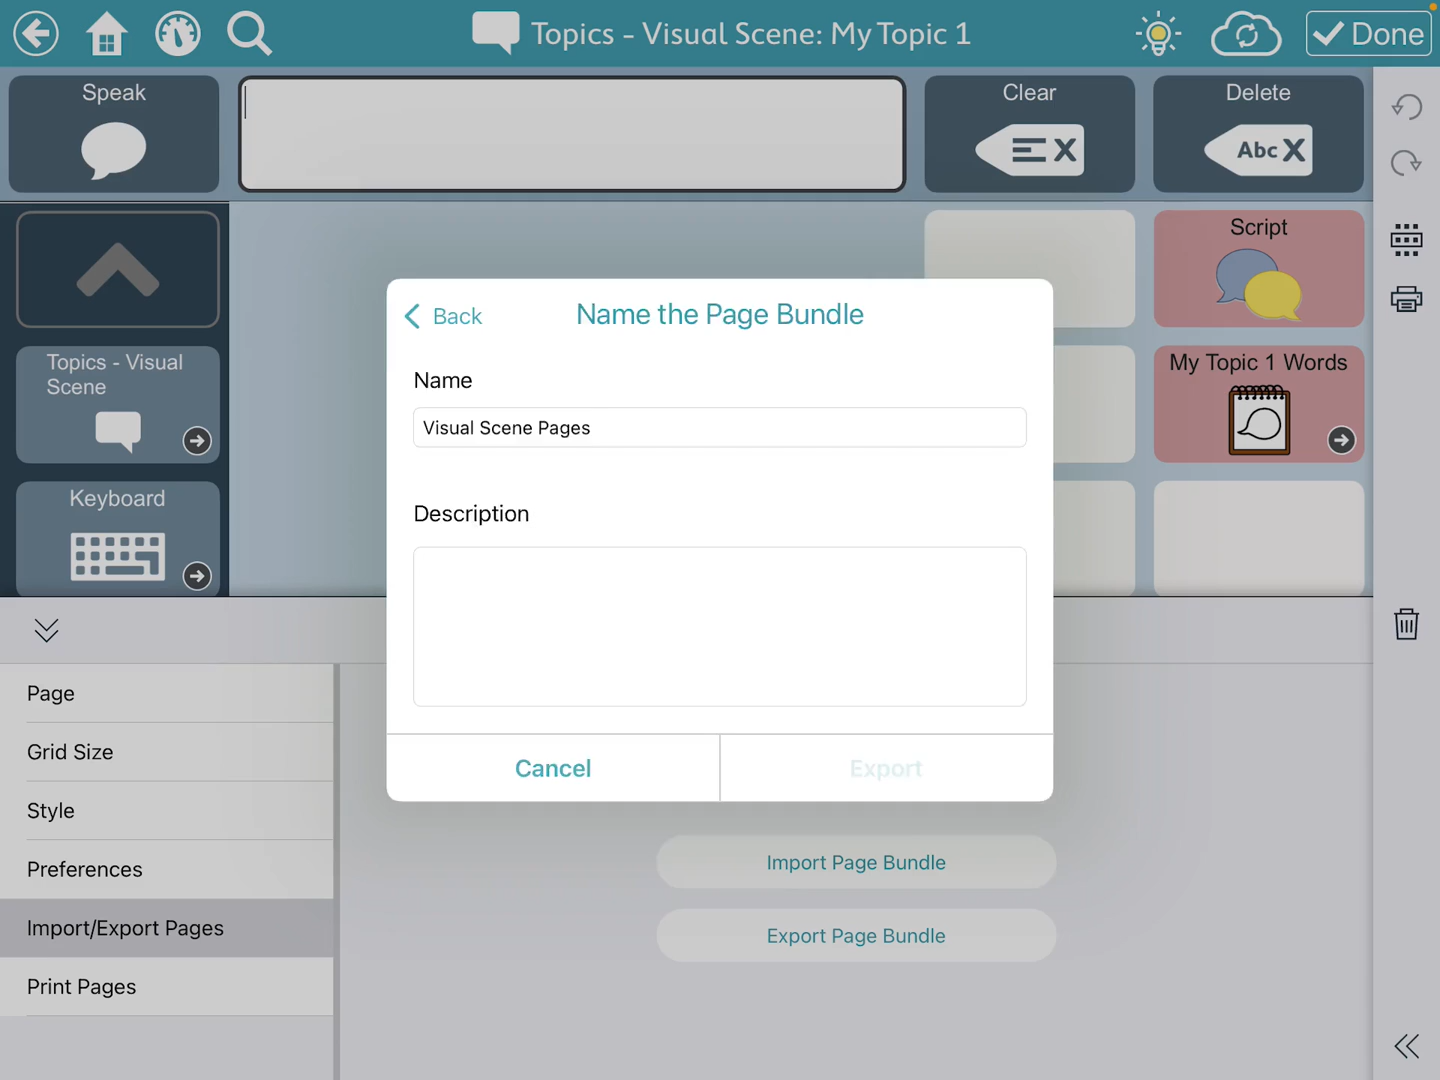 Topics - Visual Scene: My Topic 1
Done
Speak
Clear
Delete
Abc X
Script
Topics - Visual
Scene
My Topic 1 Words
Keyboard
Back
Name the Page Bundle
Name
Visual Scene Pages
Description
Cancel
Export
Page
Grid Size
Style
Preferences
Import/Export Pages
Print Pages
Import Page Bundle
Export Page Bundle